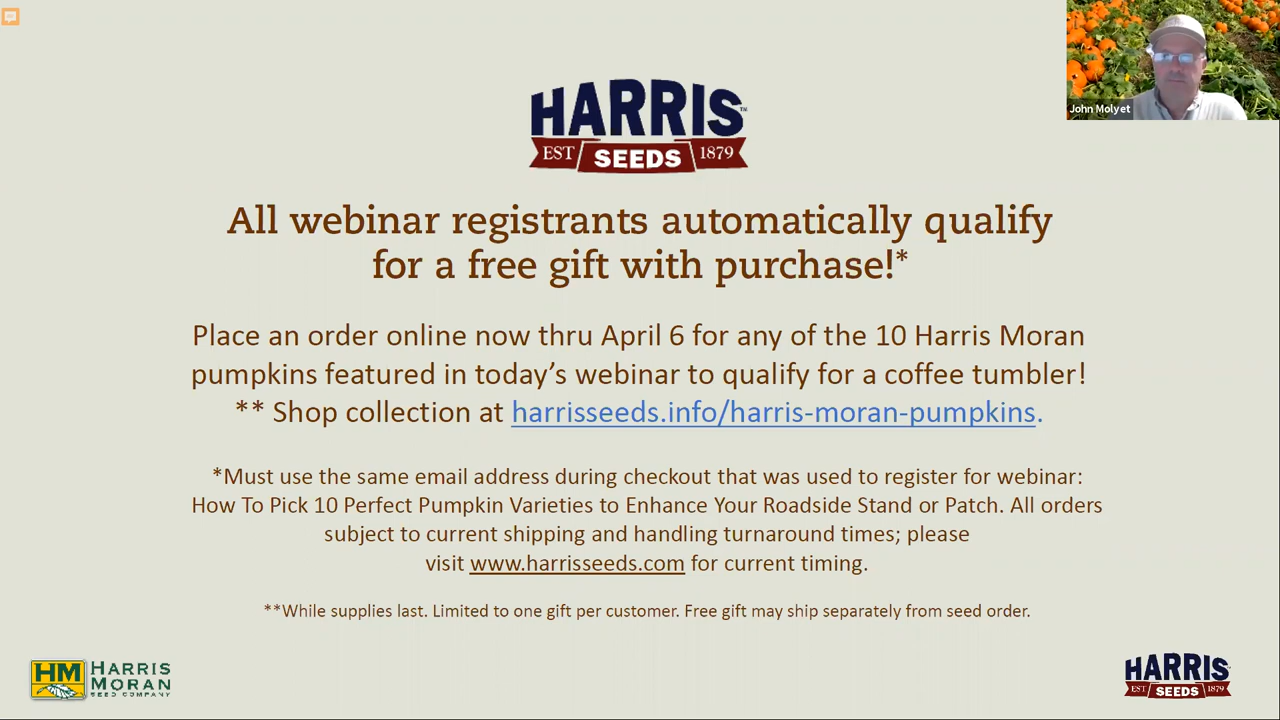 John Molyet
HARRIS™
EST SEEDS 1879
All webinar registrants automatically qualify
for a free gift with purchase!*
Place an order online now thru April 6 for any of the 10 Harris Moran
pumpkins featured in today’s webinar to qualify for a coffee tumbler!
** Shop collection at harrisseeds.info/harris-moran-pumpkins.
*Must use the same email address during checkout that was used to register for webinar:
How To Pick 10 Perfect Pumpkin Varieties to Enhance Your Roadside Stand or Patch. All orders
subject to current shipping and handling turnaround times; please
visit www.harrisseeds.com for current timing.
**While supplies last. Limited to one gift per customer. Free gift may ship separately from seed order.
HM HARRIS
MORAN
SEED COMPANY
HARRIS
EST SEEDS 1879